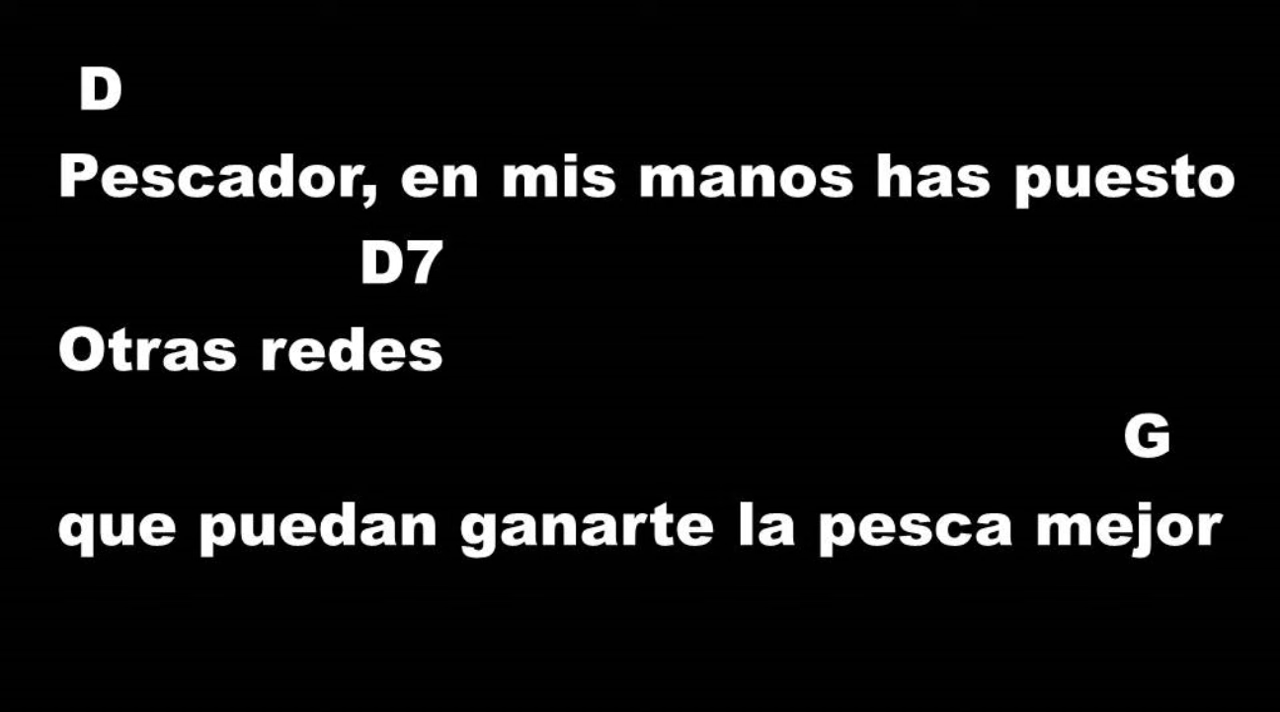 D
Pescador, en mis manos has puesto
D7
Otras redes
G
que puedan ganarte la pesca mejor